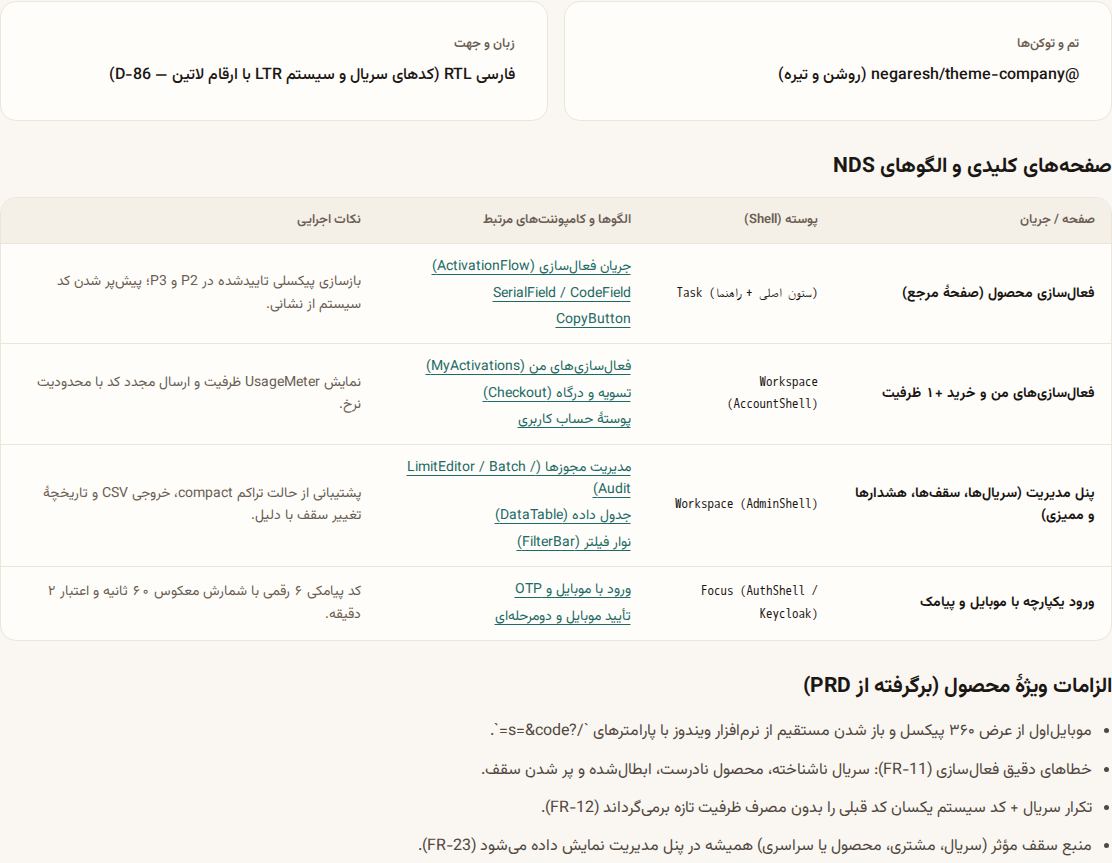 تم و توکن‌ها
@negaresh/theme-company (روشن و تیره)
زبان و جهت
فارسی RTL (کدهای سریال و سیستم LTR با ارقام لاتین — D-86)
صفحه‌های کلیدی و الگوهای NDS
صفحه / جریان
پوسته (Shell)
الگوها و کامپوننت‌های مرتبط
نکات اجرایی
فعال‌سازی محصول (صفحهٔ مرجع)
Task (ستون اصلی + راهنما)
جریان فعال‌سازی (ActivationFlow)
SerialField / CodeField
CopyButton
بازسازی پیکسلی تاییدشده در P2 و P3؛ پیش‌پر شدن کد
سیستم از نشانی.
فعال‌سازی‌های من و خرید +۱ ظرفیت
Workspace
(AccountShell)
فعال‌سازی‌های من (MyActivations)
تسویه و درگاه (Checkout)
پوستهٔ حساب کاربری
نمایش UsageMeter ظرفیت و ارسال مجدد کد با محدودیت
نرخ.
پنل مدیریت (سریال‌ها، سقف‌ها، هشدارها
و ممیزی)
Workspace (AdminShell)
مدیریت مجوزها (LimitEditor / Batch /
Audit)
جدول داده (DataTable)
نوار فیلتر (FilterBar)
پشتیبانی از حالت تراکم compact، خروجی CSV و تاریخچهٔ
تغییر سقف با دلیل.
ورود یکپارچه با موبایل و پیامک
Focus (AuthShell /
Keycloak)
ورود با موبایل و OTP
تأیید موبایل و دومرحله‌ای
کد پیامکی ۶ رقمی با شمارش معکوس ۶۰ ثانیه و اعتبار ۲
دقیقه.
الزامات ویژهٔ محصول (برگرفته از PRD)
• موبایل‌اول از عرض ۳۶۰ پیکسل و باز شدن مستقیم از نرم‌افزار ویندوز با پارامترهای `/?s=&code=`.
• خطاهای دقیق فعال‌سازی (FR-11): سریال ناشناخته، محصول نادرست، ابطال‌شده و پر شدن سقف.
• تکرار سریال + کد سیستم یکسان کد قبلی را بدون مصرف ظرفیت تازه برمی‌گرداند (FR-12).
• منبع سقف مؤثر (سریال، مشتری، محصول یا سراسری) همیشه در پنل مدیریت نمایش داده می‌شود (FR-23).